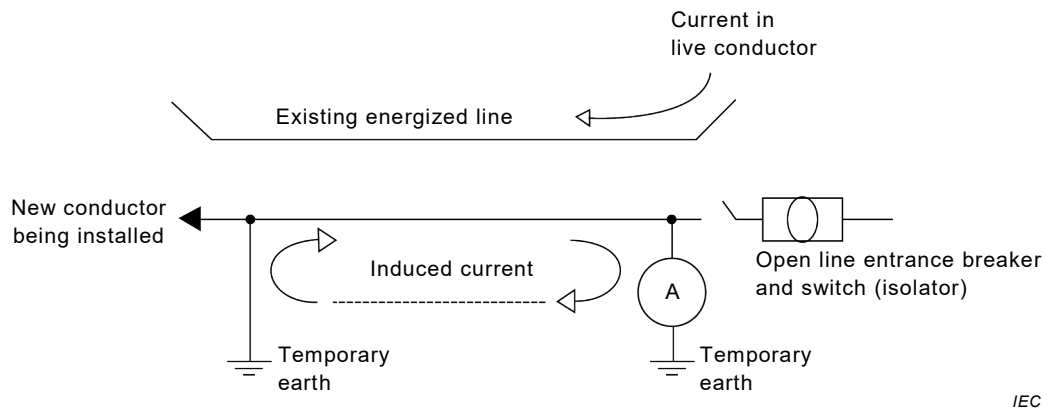 Current in
live conductor
Existing energized line
New conductor
being installed
Induced current
Open line entrance breaker
and switch (isolator)
A
Temporary
earth
Temporary
earth
IEC